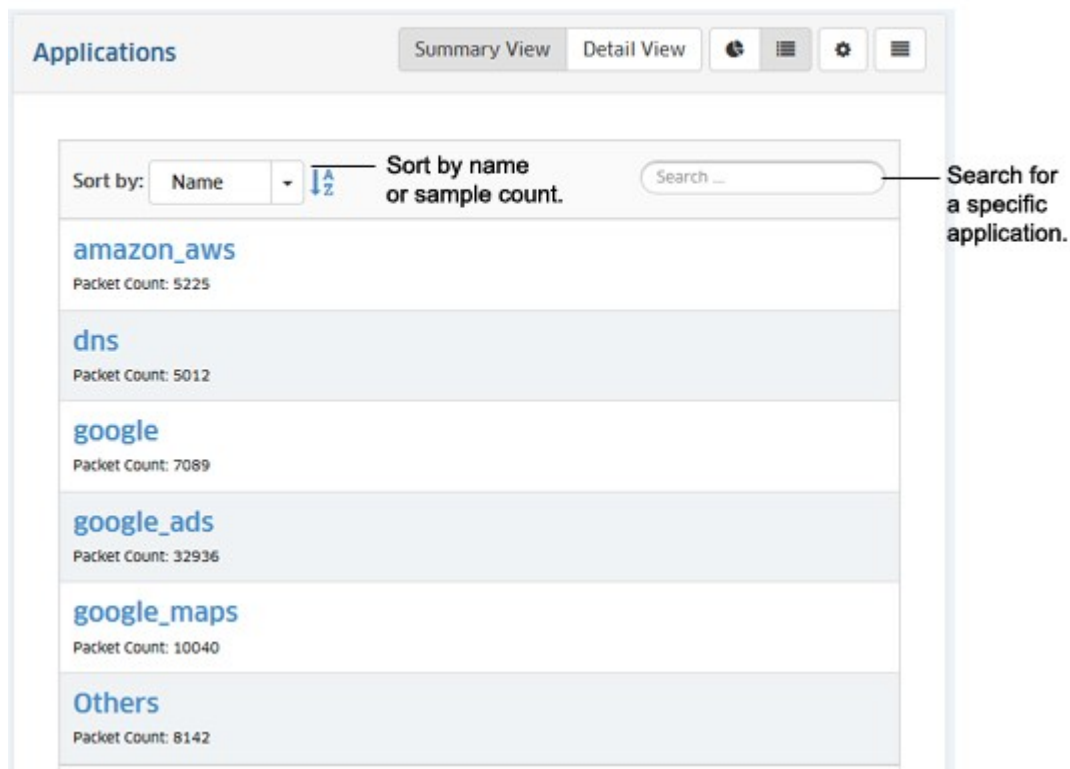 Applications
Summary View Detail View
Sort by: Name
A
Z
Sort by name
or sample count.
Search ...
Search for
a specific
application.
amazon_aws
Packet Count: 5225
dns
Packet Count: 5012
google
Packet Count: 7089
google_ads
Packet Count: 32936
google_maps
Packet Count: 10040
Others
Packet Count: 8142